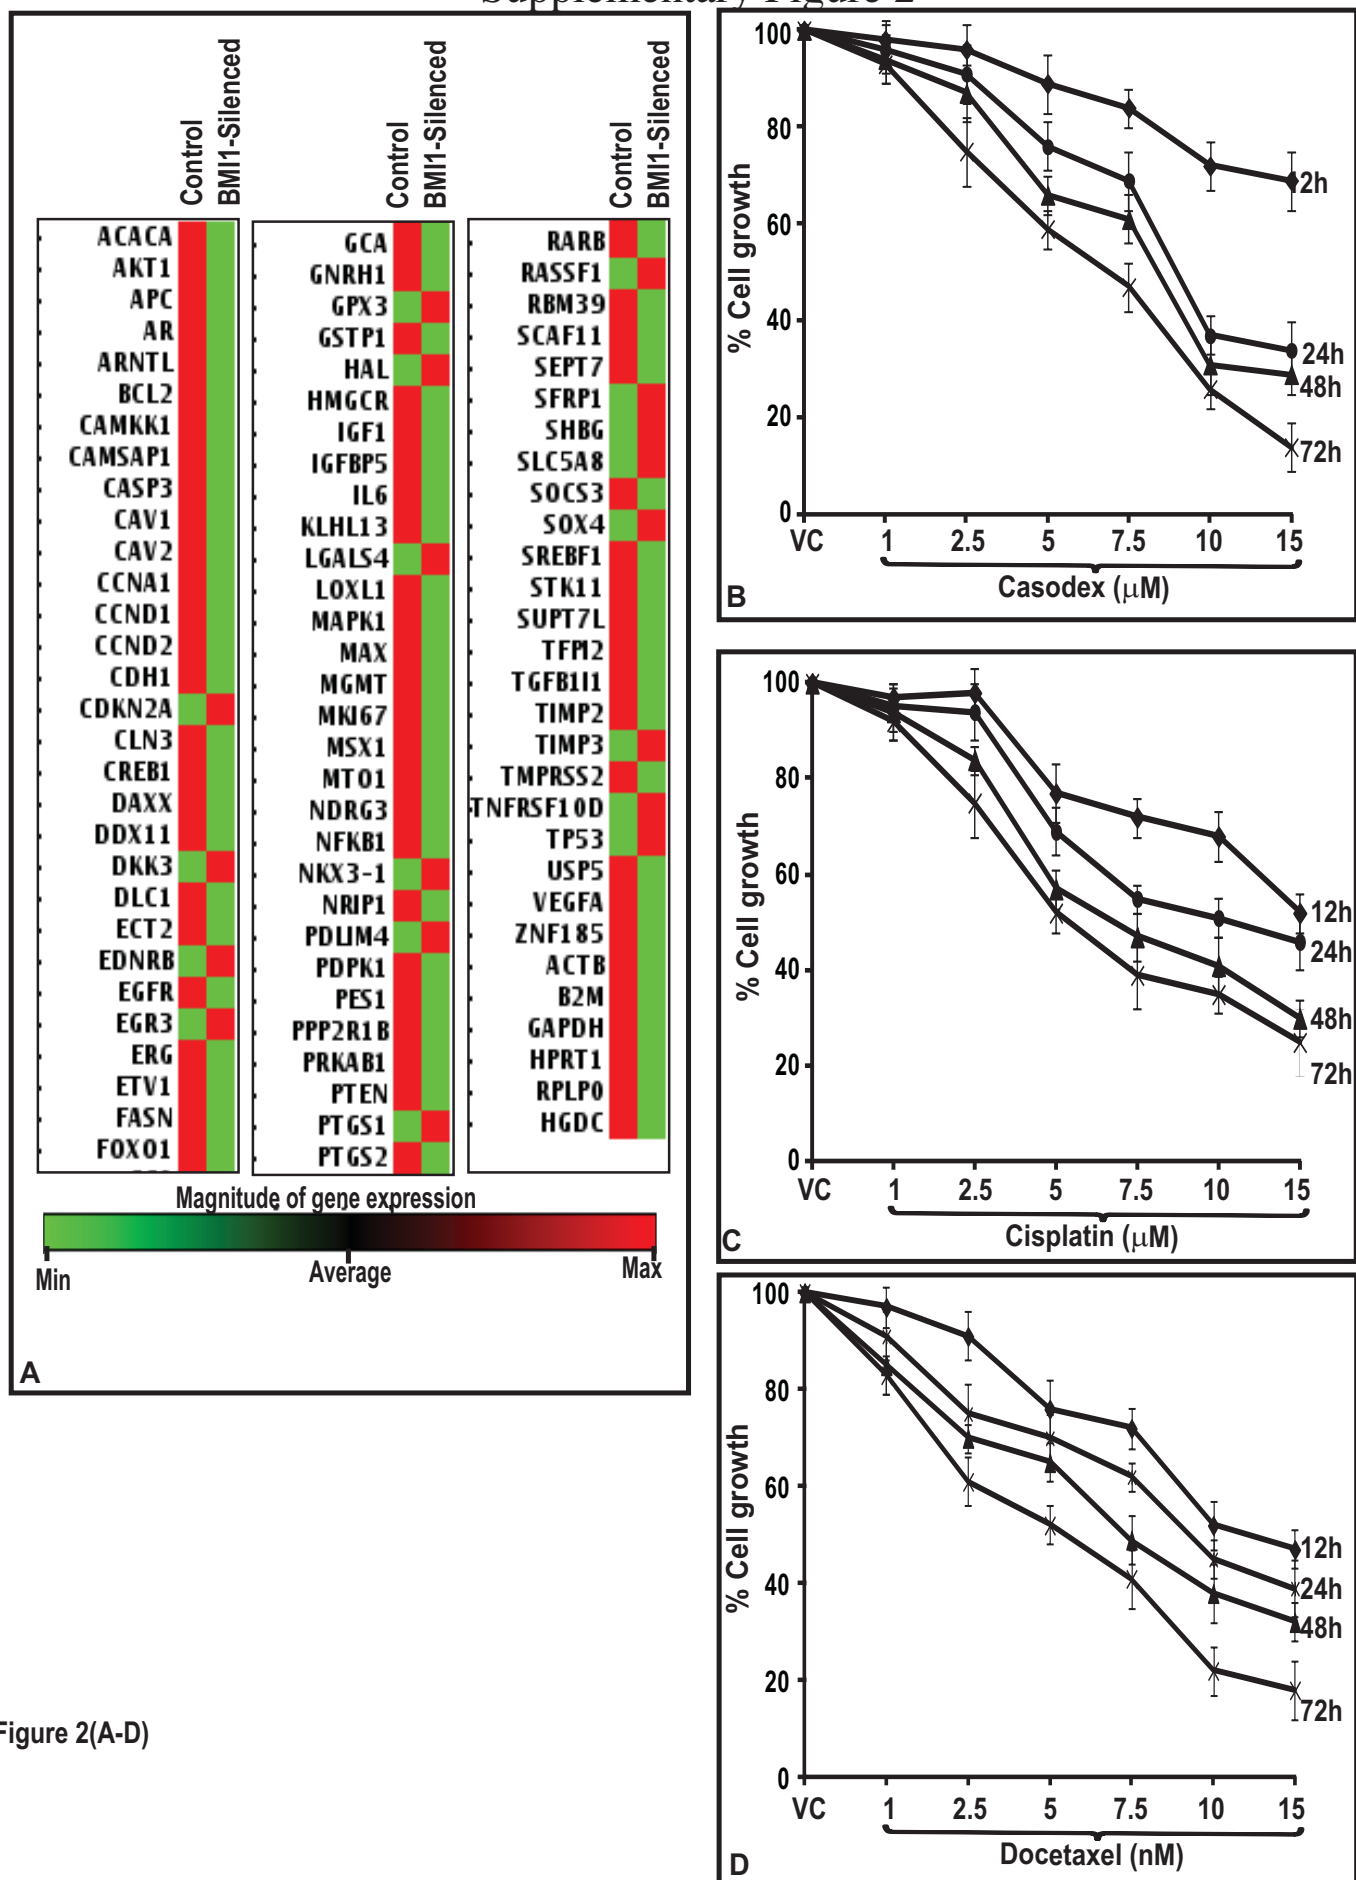 Supplementary Figure 2
Control
BMI1-Silenced
ACACA
AKT1
APC
AR
ARNTL
BCL2
CAMKK1
CAMSAP1
CASP3
CAV1
CAV2
CCNA1
CCND1
CCND2
CDH1
CDKN2A
CLN3
CREB1
DAXX
DDX11
DKK3
DLC1
ECT2
EDNRB
EGFR
EGR3
ERG
ETV1
FASN
FOXO1
Control
BMI1-Silenced
GCA
GNRH1
GPX3
GSTP1
HAL
HMGCR
IGF1
IGFBP5
IL6
KLHL13
LGALS4
LOXL1
MAPK1
MAX
MGMT
MKI67
MSX1
MTO1
NDRG3
NFKB1
NKX3-1
NRIP1
PDLIM4
PDPK1
PES1
PPP2R1B
PRKAB1
PTEN
PTGS1
PTGS2
Control
BMI1-Silenced
RARB
RASSF1
RBM39
SCAF11
SEPT7
SFRP1
SHBG
SLC5A8
SOCS3
SOX4
SREBF1
STK11
SUPT7L
TFPI2
TGFB1I1
TIMP2
TIMP3
TMPRSS2
TNFRSF10D
TP53
USP5
VEGFA
ZNF185
ACTB
B2M
GAPDH
HPRT1
RPLP0
HGDC
Magnitude of gene expression
Min
Average
Max
A
% Cell growth
100
80
60
40
20
0
VC 1 2.5 5 7.5 10 15
Casodex (μM)
12h
24h
48h
72h
B
% Cell growth
100
80
60
40
20
0
VC 1 2.5 5 7.5 10 15
Cisplatin (μM)
12h
24h
48h
72h
C
% Cell growth
100
80
60
40
20
0
VC 1 2.5 5 7.5 10 15
Docetaxel (nM)
12h
24h
48h
72h
D
Figure 2(A-D)